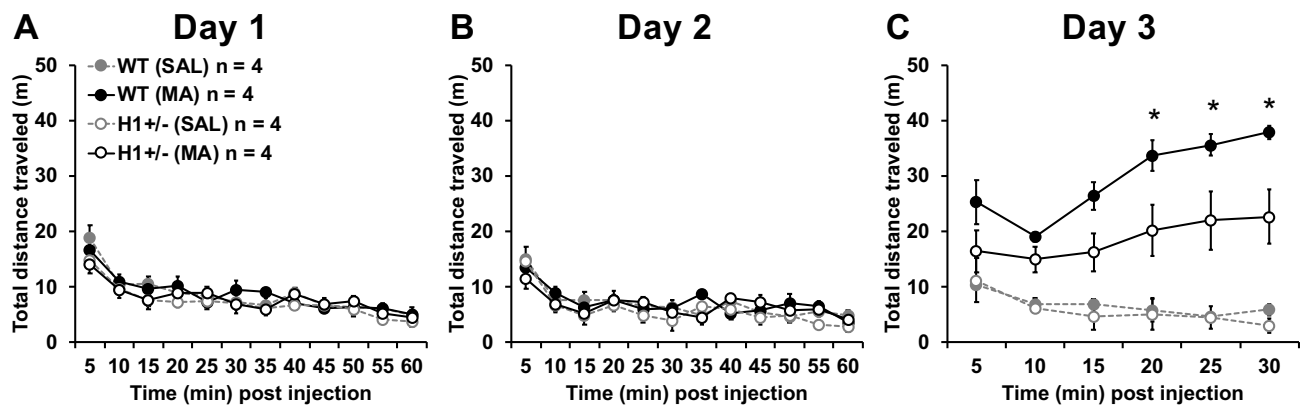 A Day 1
B Day 2
C Day 3
WT (SAL) n = 4
WT (MA) n = 4
H1+/- (SAL) n = 4
H1+/- (MA) n = 4
Total distance traveled (m)
50
40
30
20
10
0
5 10 15 20 25 30 35 40 45 50 55 60
Time (min) post injection
Total distance traveled (m)
50
40
30
20
10
0
5 10 15 20 25 30 35 40 45 50 55 60
Time (min) post injection
Total distance traveled (m)
50
40
30
20
10
0
* * *
5 10 15 20 25 30
Time (min) post injection